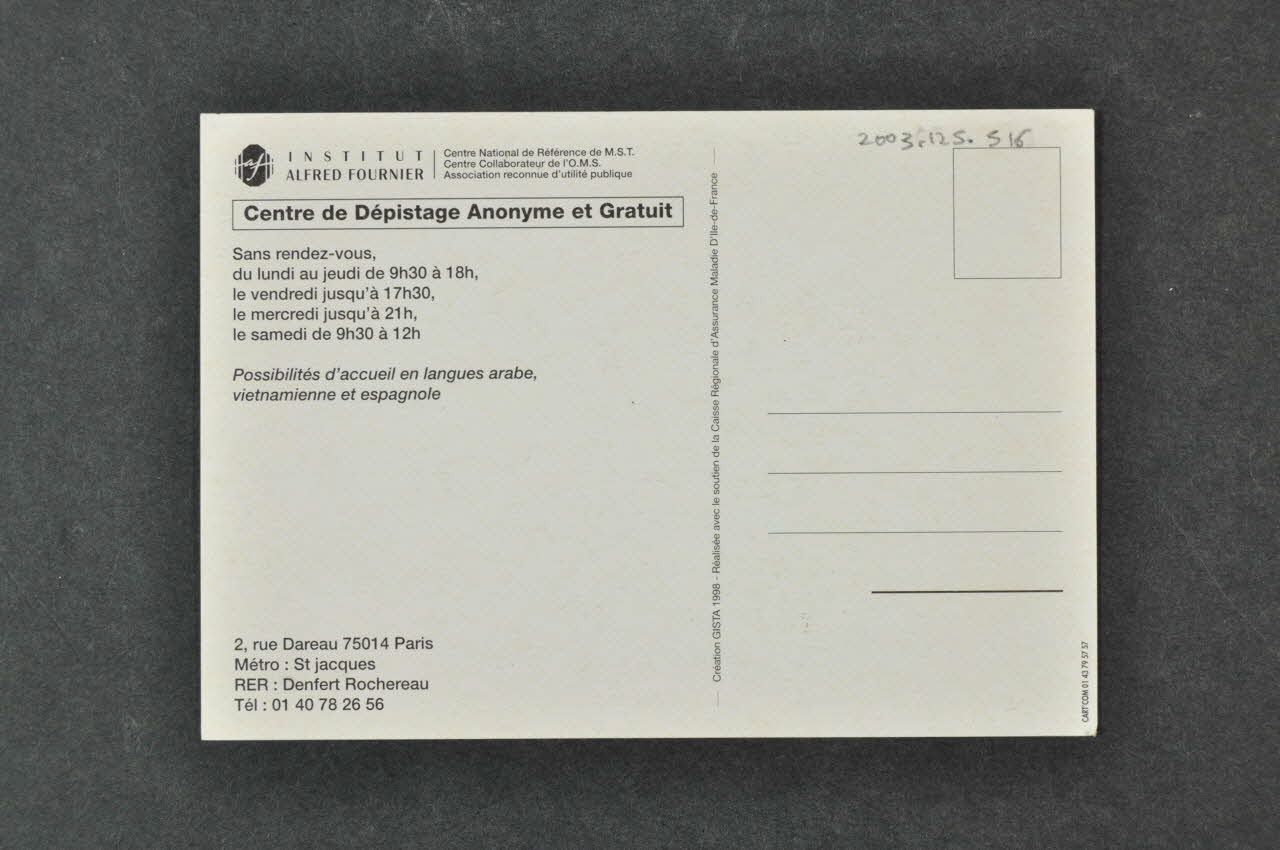 haf
INSTITUT
ALFRED FOURNIER
Centre National de Référence de M.S.T.
Centre Collaborateur de l'O.M.S.
Association reconnue d'utilité publique
Centre de Dépistage Anonyme et Gratuit
Sans rendez-vous,
du lundi au jeudi de 9h30 à 18h,
le vendredi jusqu'à 17h30,
le mercredi jusqu'à 21h,
le samedi de 9h30 à 12h
Possibilités d'accueil en langues arabe,
vietnamienne et espagnole
2, rue Dareau 75014 Paris
Métro : St jacques
RER : Denfert Rochereau
Tél : 01 40 78 26 56
Création GISTA 1998 - Réalisée avec le soutien de la Caisse Régionale d'Assurance Maladie D'Ile-de-France
2003.125.516
CART'COM 01 43 79 57 57